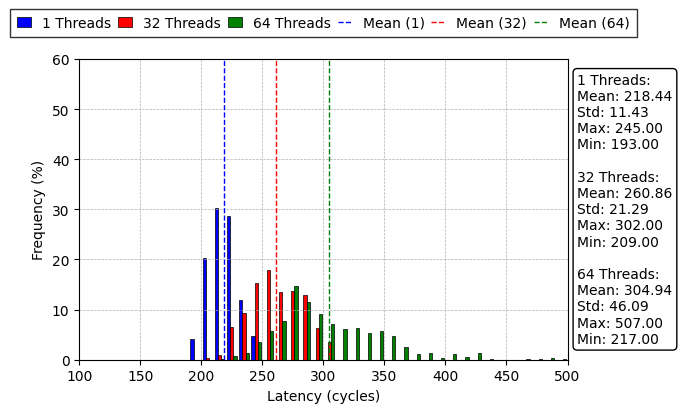 1 Threads 32 Threads 64 Threads Mean (1) Mean (32) Mean (64)
60
50
40
30
20
10
0
Frequency (%)
100 150 200 250 300 350 400 450 500
Latency (cycles)
1 Threads:
Mean: 218.44
Std: 11.43
Max: 245.00
Min: 193.00
32 Threads:
Mean: 260.86
Std: 21.29
Max: 302.00
Min: 209.00
64 Threads:
Mean: 304.94
Std: 46.09
Max: 507.00
Min: 217.00